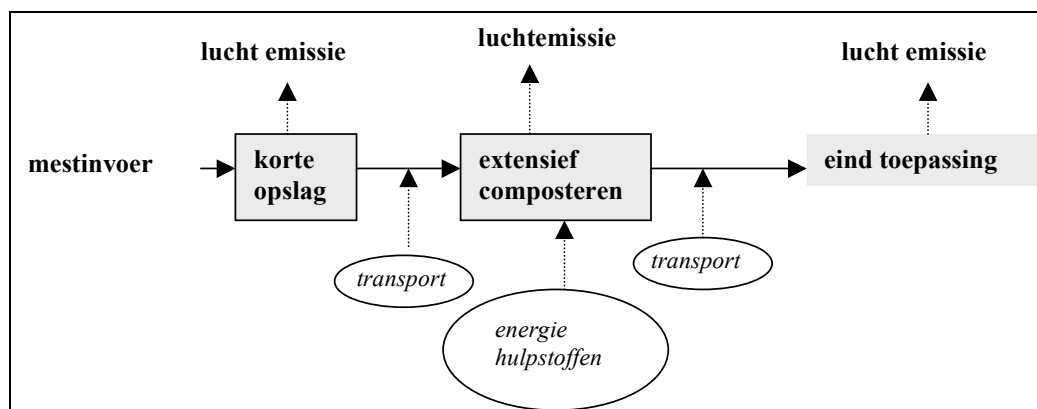 lucht emissie
luchtemissie
lucht emissie
mestinvoer
korte
opslag
extensief
composteren
eind toepassing
transport
transport
energie
hulpstoffen